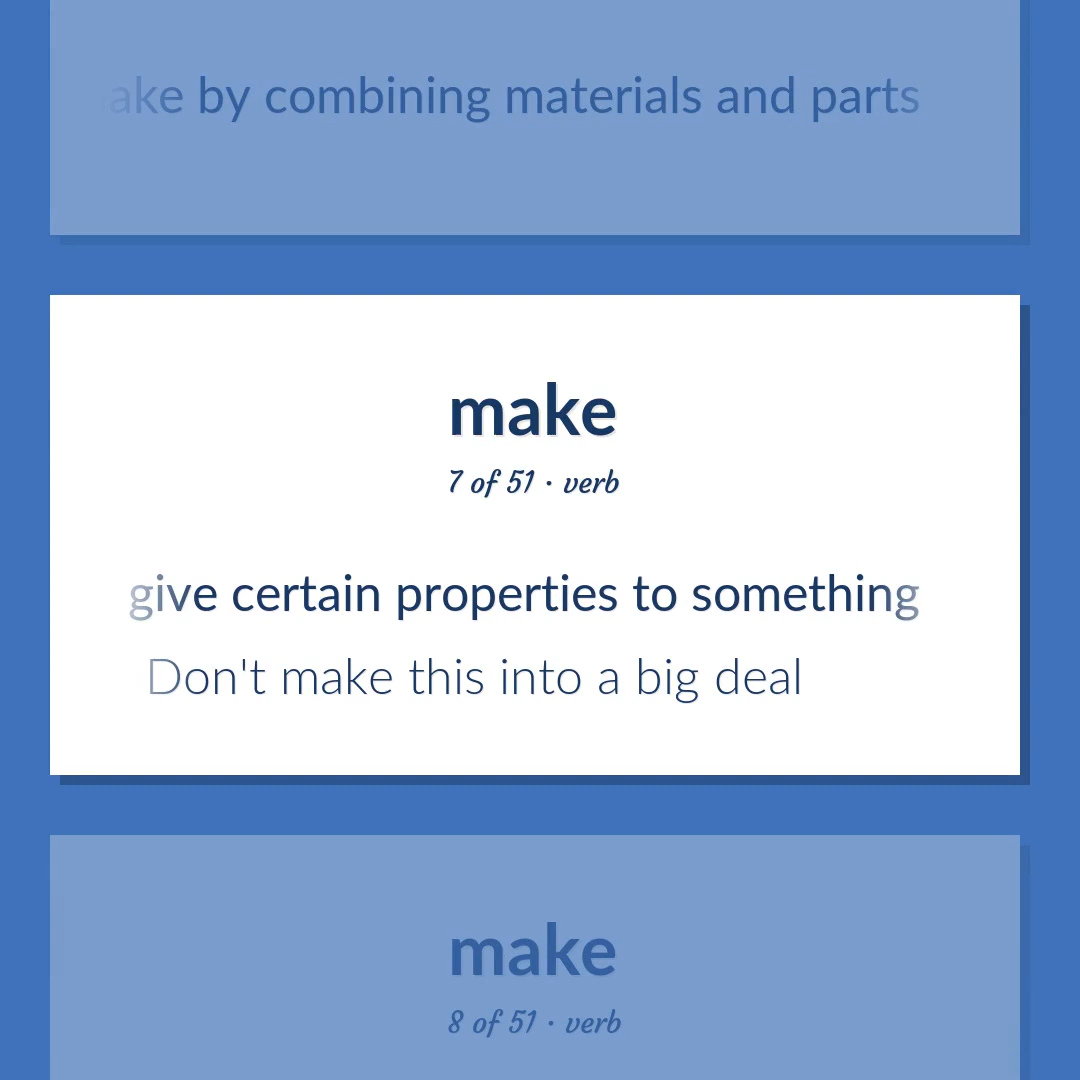 ake by combining materials and parts
make
7 of 51 · verb
give certain properties to something
Don't make this into a big deal
make
8 of 51 · verb